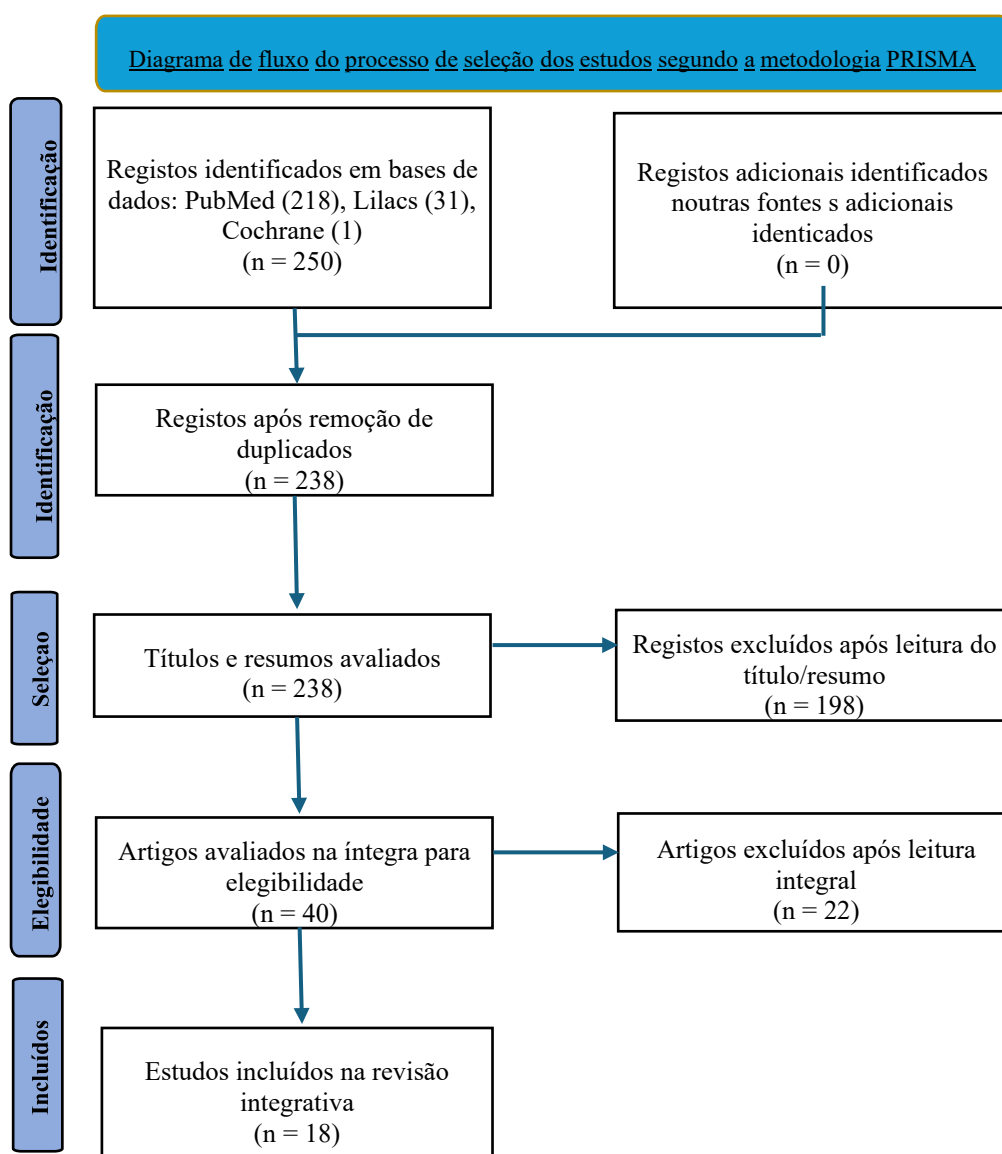 Diagrama de fluxo do processo de seleção dos estudos segundo a metodologia PRISMA
Identificação
Registos identificados em bases de
dados: PubMed (218), Lilacs (31),
Cochrane (1)
(n = 250)
Registos adicionais identificados
noutras fontes s adicionais
identicados
(n = 0)
Identificação
Registos após remoção de
duplicados
(n = 238)
Seleçao
Títulos e resumos avaliados
(n = 238)
Registos excluídos após leitura do
título/resumo
(n = 198)
Elegibilidade
Artigos avaliados na íntegra para
elegibilidade
(n = 40)
Artigos excluídos após leitura
integral
(n = 22)
Incluídos
Estudos incluídos na revisão
integrativa
(n = 18)